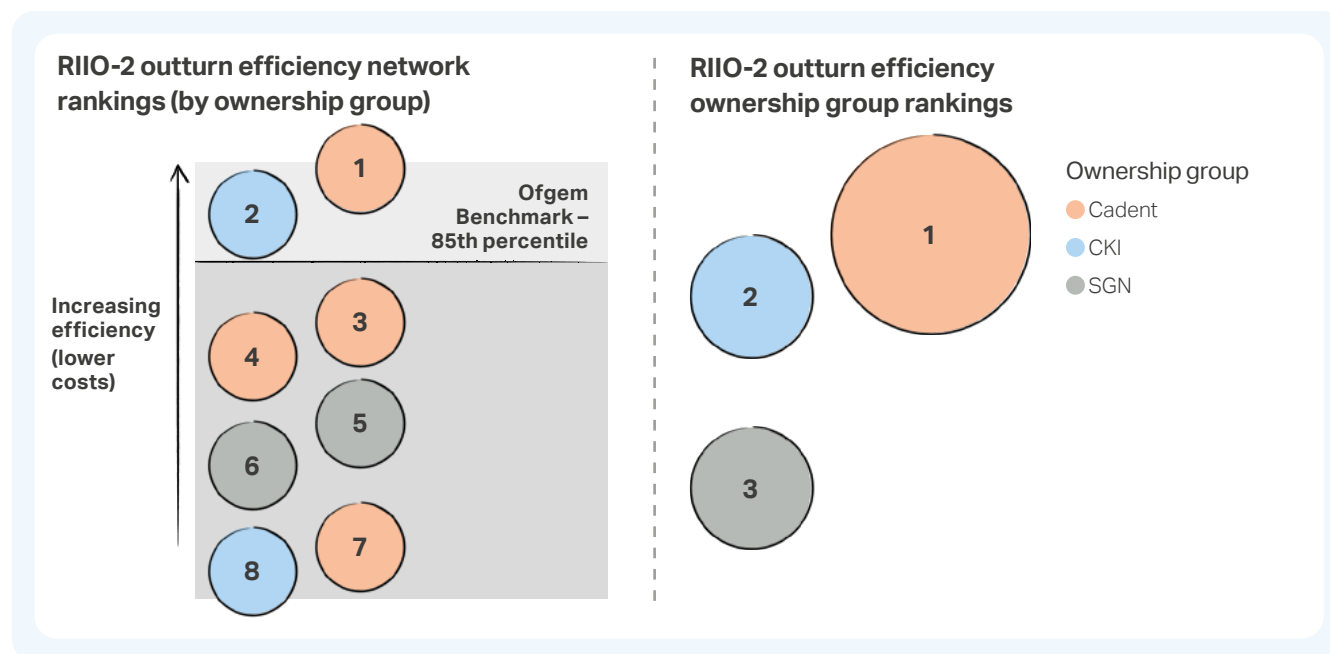 RIIO-2 outturn efficiency network
rankings (by ownership group)
1
2
Ofgem
Benchmark –
85th percentile
Increasing
efficiency
(lower
costs)
3
4
5
6
7
8
RIIO-2 outturn efficiency
ownership group rankings
1
2
3
Ownership group
Cadent
CKI
SGN